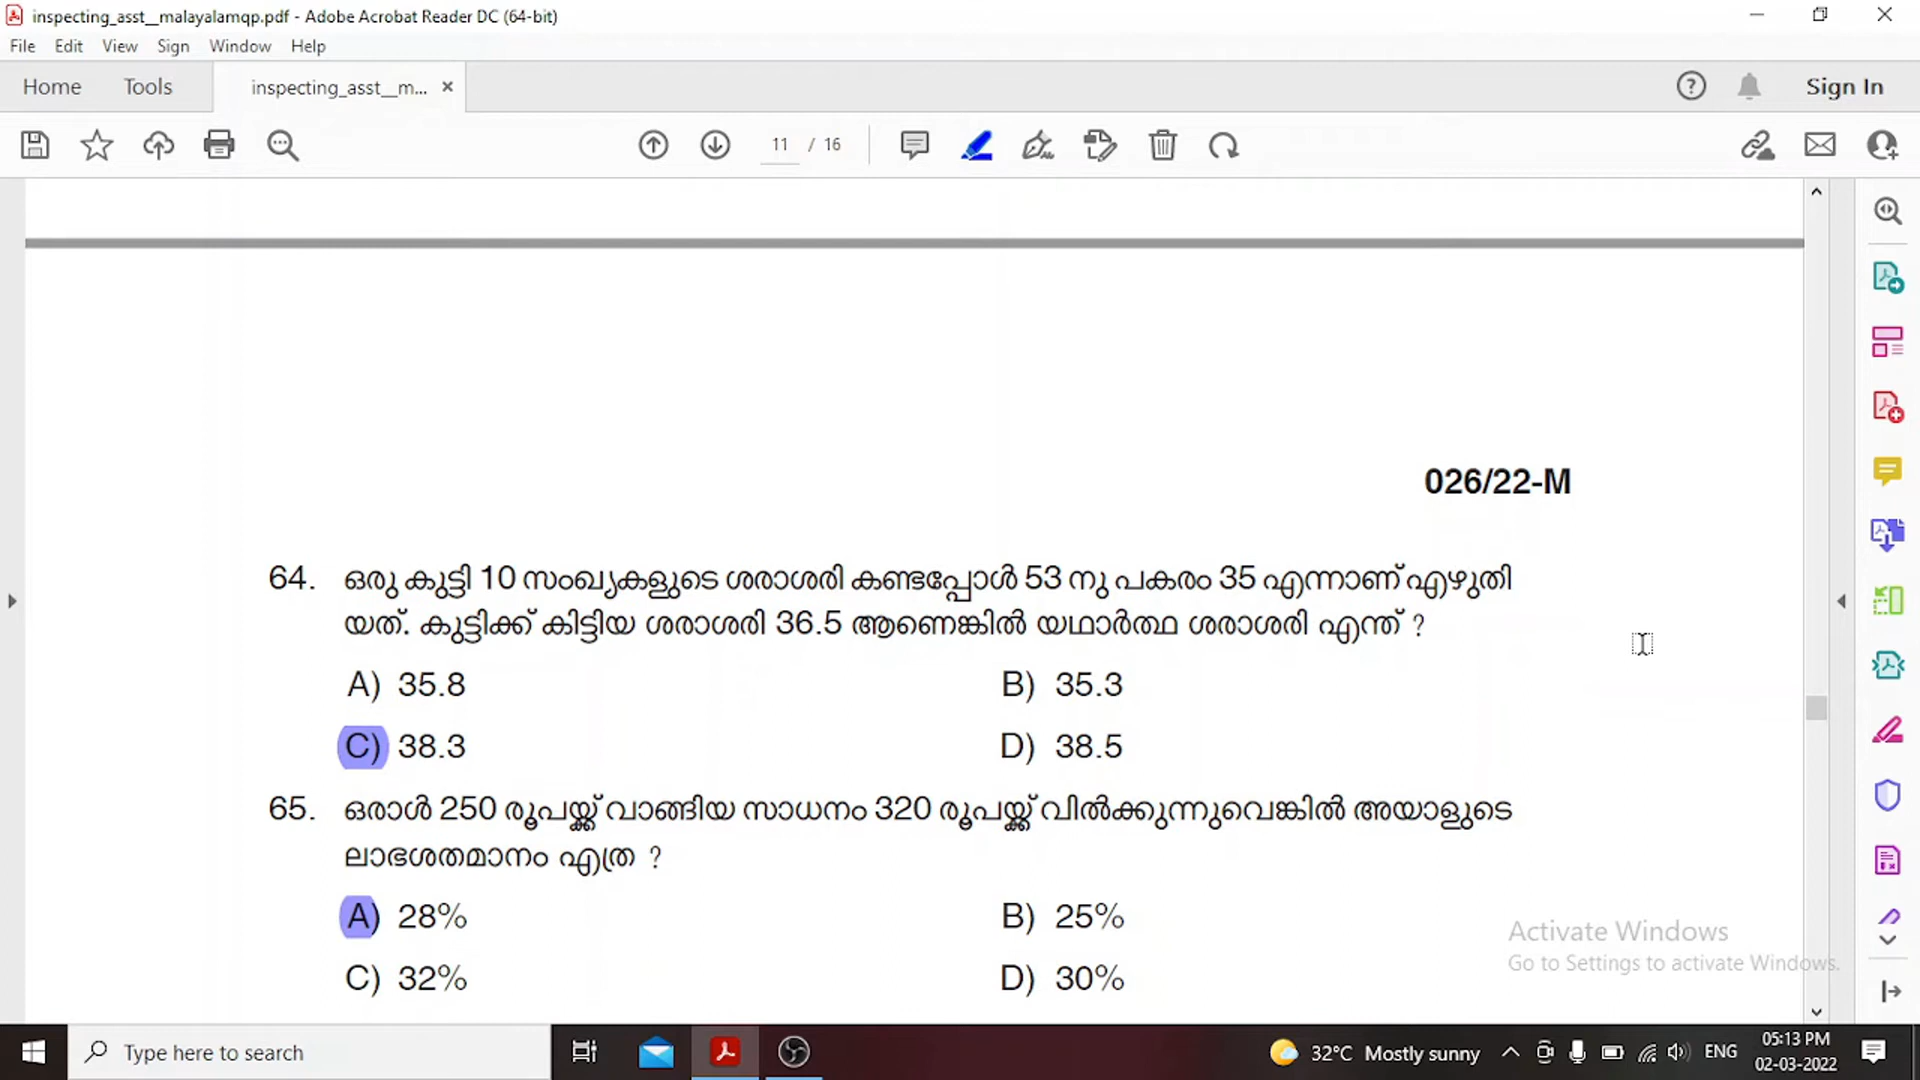 inspecting_asst__malayalamqp.pdf - Adobe Acrobat Reader DC (64-bit)
File Edit View Sign Window Help
Home Tools inspecting_asst__m... × Sign In
11 / 16
026/22-M
64. ഒരു കുട്ടി 10 സംഖ്യകളുടെ ശരാശരി കണ്ടപ്പോൾ 53 നു പകരം 35 എന്നാണ് എഴുതി
യത്. കുട്ടിക്ക് കിട്ടിയ ശരാശരി 36.5 ആണെങ്കിൽ യഥാർത്ഥ ശരാശരി എന്ത് ?
A) 35.8 B) 35.3
C) 38.3 D) 38.5
65. ഒരാൾ 250 രൂപയ്ക്ക് വാങ്ങിയ സാധനം 320 രൂപയ്ക്ക് വിൽക്കുന്നുവെങ്കിൽ അയാളുടെ
ലാഭശതമാനം എത്ര ?
A) 28% B) 25%
C) 32% D) 30%
Activate Windows
Go to Settings to activate Windows.
Type here to search
32°C Mostly sunny
ENG
05:13 PM
02-03-2022